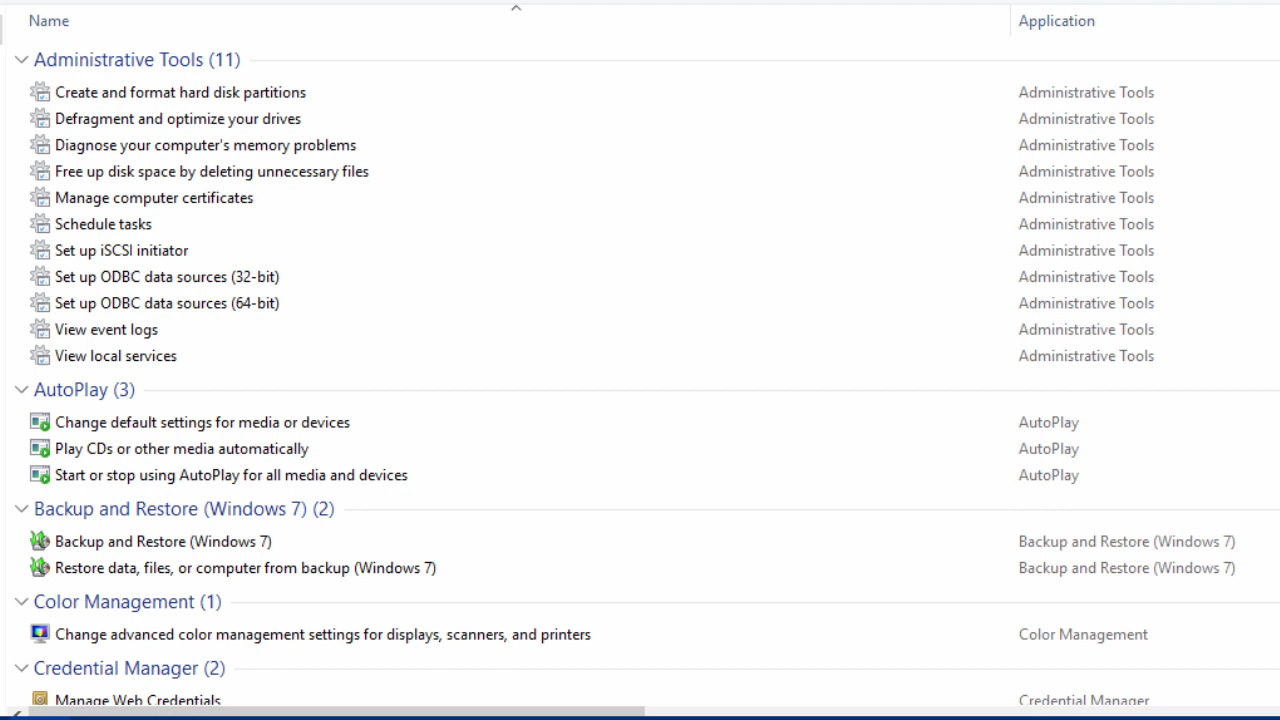 Name Application
Administrative Tools (11)
Create and format hard disk partitions Administrative Tools
Defragment and optimize your drives Administrative Tools
Diagnose your computer's memory problems Administrative Tools
Free up disk space by deleting unnecessary files Administrative Tools
Manage computer certificates Administrative Tools
Schedule tasks Administrative Tools
Set up iSCSI initiator Administrative Tools
Set up ODBC data sources (32-bit) Administrative Tools
Set up ODBC data sources (64-bit) Administrative Tools
View event logs Administrative Tools
View local services Administrative Tools
AutoPlay (3)
Change default settings for media or devices AutoPlay
Play CDs or other media automatically AutoPlay
Start or stop using AutoPlay for all media and devices AutoPlay
Backup and Restore (Windows 7) (2)
Backup and Restore (Windows 7) Backup and Restore (Windows 7)
Restore data, files, or computer from backup (Windows 7) Backup and Restore (Windows 7)
Color Management (1)
Change advanced color management settings for displays, scanners, and printers Color Management
Credential Manager (2)
Manage Web Credentials Credential Manager